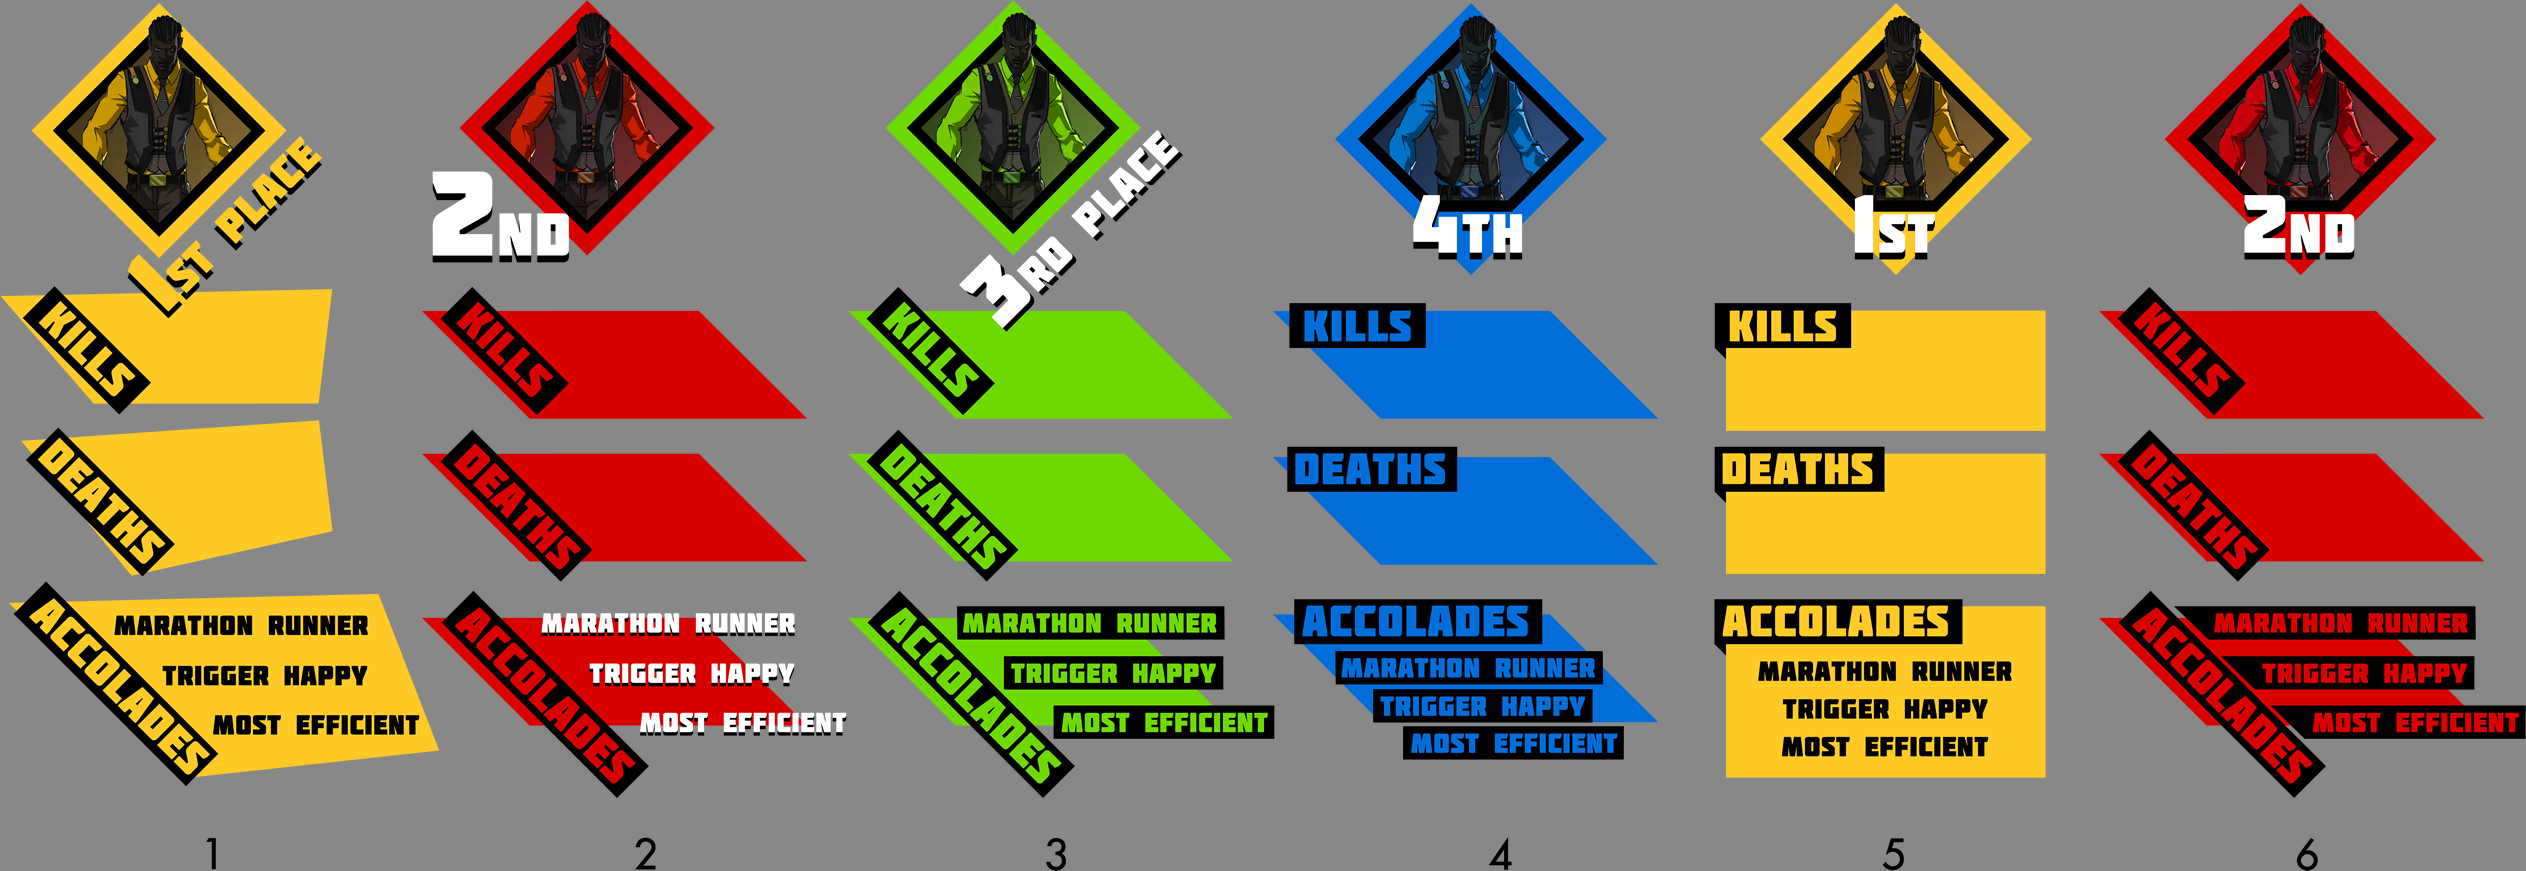 1ST PLACE
KILLS
DEATHS
ACCOLADES
MARATHON RUNNER
TRIGGER HAPPY
MOST EFFICIENT
1
2ND
KILLS
DEATHS
ACCOLADES
MARATHON RUNNER
TRIGGER HAPPY
MOST EFFICIENT
2
3RD PLACE
KILLS
DEATHS
ACCOLADES
MARATHON RUNNER
TRIGGER HAPPY
MOST EFFICIENT
3
4TH
KILLS
DEATHS
ACCOLADES
MARATHON RUNNER
TRIGGER HAPPY
MOST EFFICIENT
4
1ST
KILLS
DEATHS
ACCOLADES
MARATHON RUNNER
TRIGGER HAPPY
MOST EFFICIENT
5
2ND
KILLS
DEATHS
ACCOLADES
MARATHON RUNNER
TRIGGER HAPPY
MOST EFFICIENT
6